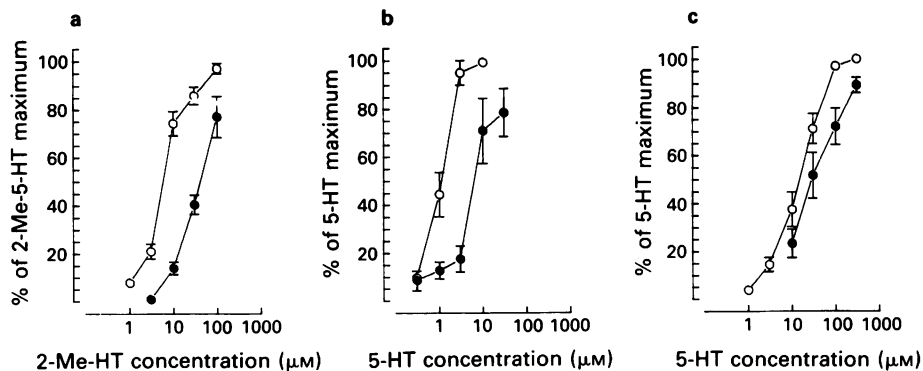 a
% of 2-Me-5-HT maximum
100
80
60
40
20
1 10 100 1000
2-Me-HT concentration (μM)
b
% of 5-HT maximum
100
80
60
40
20
1 10 100 1000
5-HT concentration (μM)
c
% of 5-HT maximum
100
80
60
40
20
1 10 100 1000
5-HT concentration (μM)